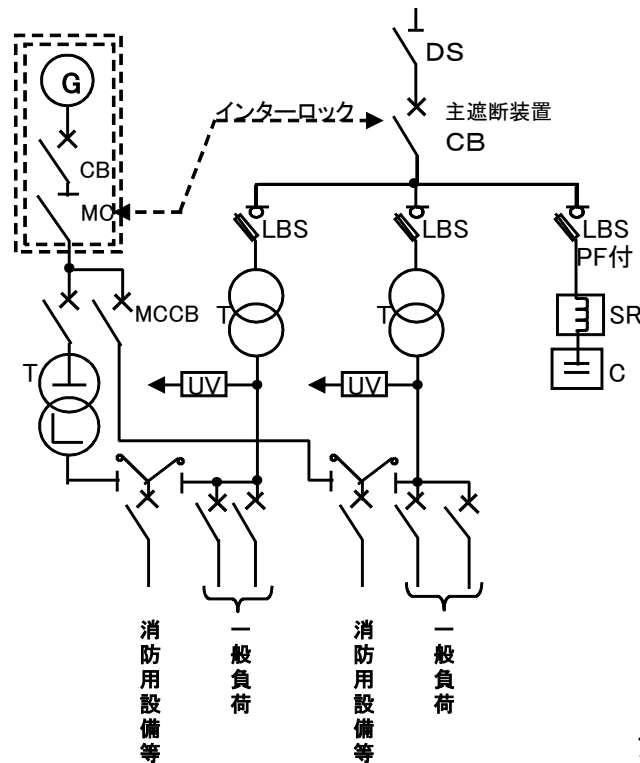 DS
G
インターロック
主遮断装置
CB
CB
MC
LBS
LBS
LBS
PF付
MCCB
T
T
SR
T
UV
UV
C
消防用設備等
一般負荷
消防用設備等
一般負荷